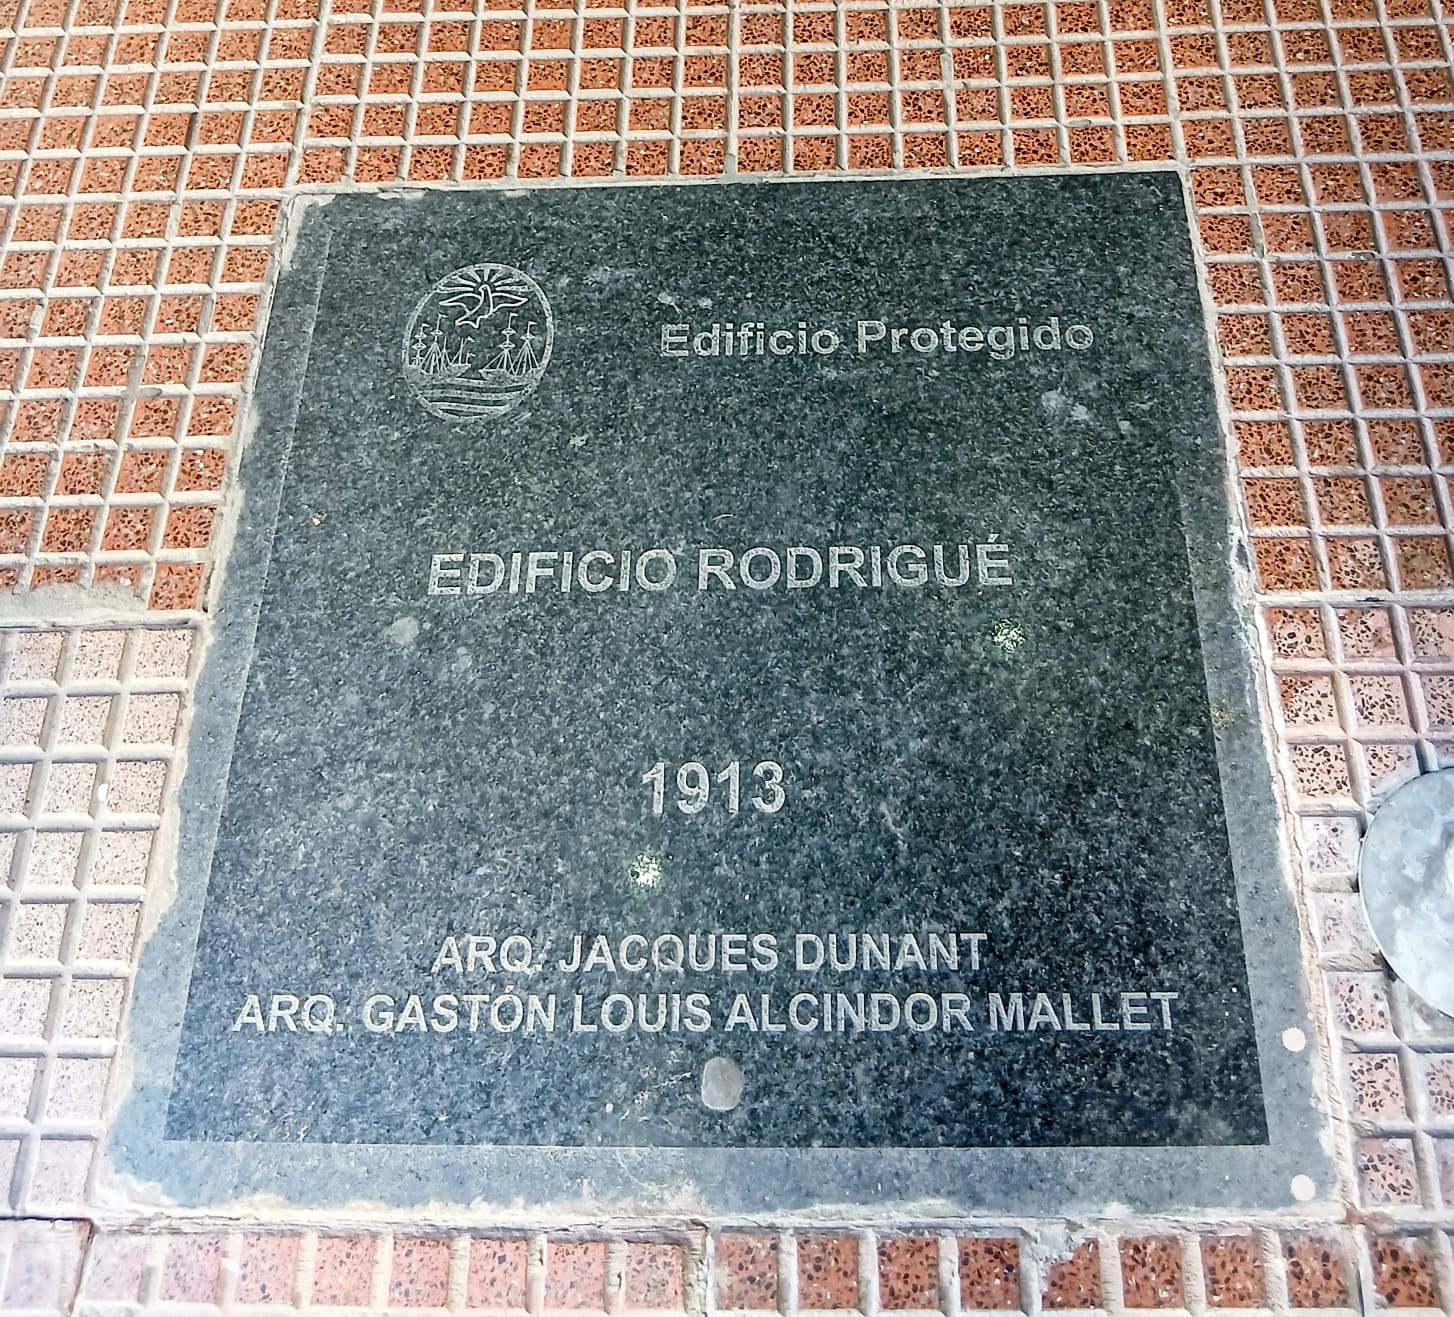 Edificio Protegido
EDIFICIO RODRIGUÉ
1913
ARQ. JACQUES DUNANT
ARQ. GASTÓN LOUIS ALCINDOR MALLET